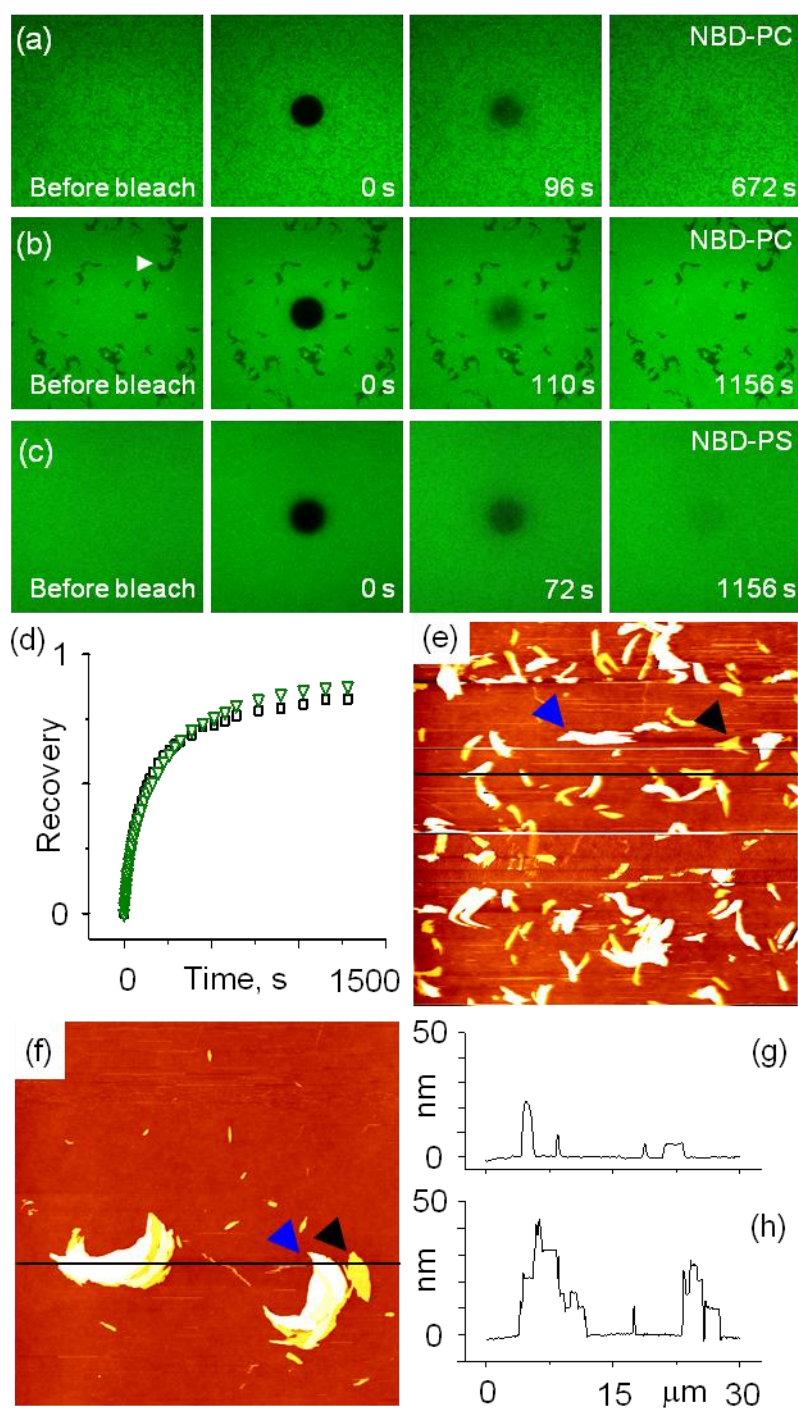 (a)
NBD-PC
Before bleach
0 s
96 s
672 s
(b)
NBD-PC
Before bleach
0 s
110 s
1156 s
(c)
NBD-PS
Before bleach
0 s
72 s
1156 s
(d)
1
Recovery
0
0
Time, s
1500
(e)
(f)
(g)
50
nm
0
(h)
50
nm
0
0
15
μm
30